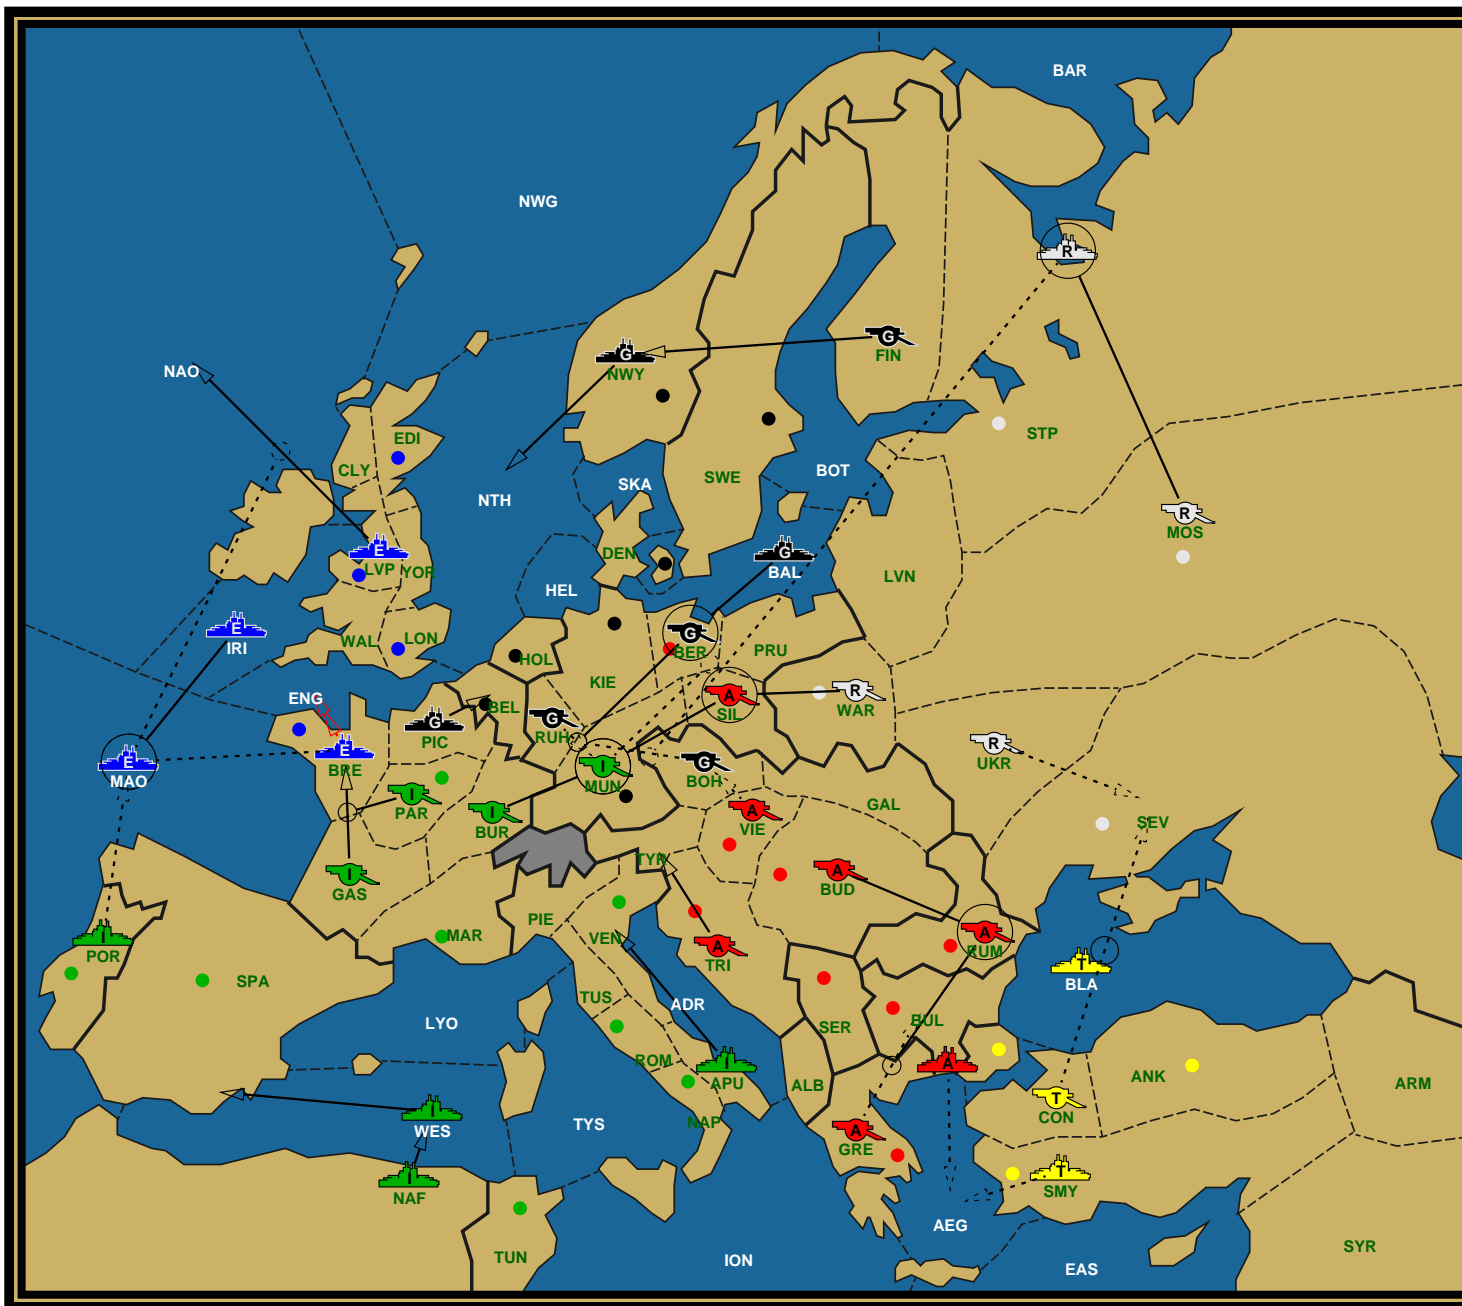 BAR
NWG
R
G
G
FIN
NWY
NAO
EDI
STP
CLY
SWE
BOT
SKA
NTH
R
MOS
DEN
G
BAL
E
LVP
YOR
LVN
HEL
E
IRI
WAL
LON
G
BER
PRU
HOL
KIE
A
SIL
R
WAR
ENG
BEL
G
PIC
G
RUH
R
UKR
E
MAO
E
BRE
I
MUN
G
BOH
I
PAR
I
BUR
A
VIE
GAL
SEV
TYR
A
BUD
I
GAS
PIE
I
POR
MAR
VEN
A
TRI
A
RUM
SPA
T
BLA
TUS
ADR
LYO
SER
BUL
ROM
I
APU
A
ALB
ANK
ARM
T
CON
I
WES
TYS
NAP
A
GRE
I
NAF
T
SMY
AEG
TUN
ION
EAS
SYR